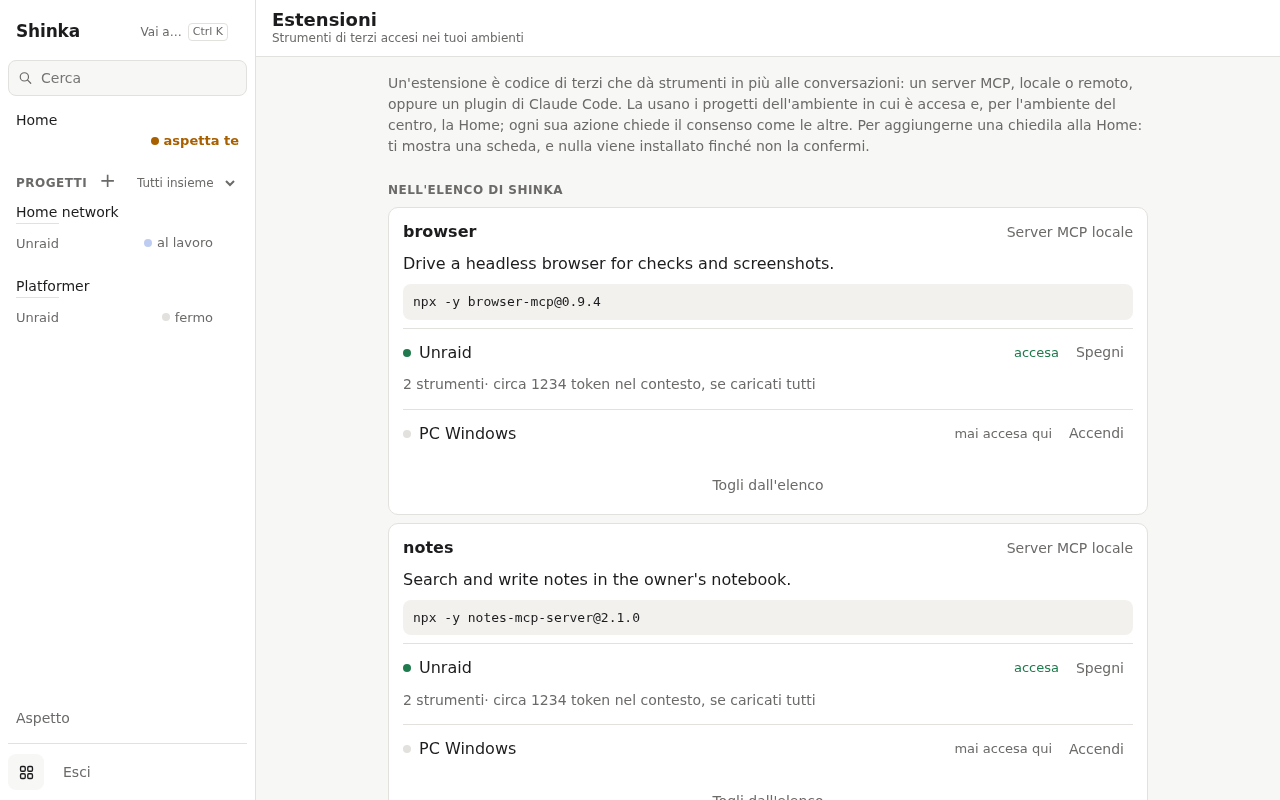 Shinka
Vai a… Ctrl K
Cerca
Home
aspetta te
PROGETTI + Tutti insieme
Home network
Unraid al lavoro
Platformer
Unraid fermo
Aspetto
Esci
Estensioni
Strumenti di terzi accesi nei tuoi ambienti
Un'estensione è codice di terzi che dà strumenti in più alle conversazioni: un server MCP, locale o remoto,
oppure un plugin di Claude Code. La usano i progetti dell'ambiente in cui è accesa e, per l'ambiente del
centro, la Home; ogni sua azione chiede il consenso come le altre. Per aggiungerne una chiedila alla Home:
ti mostra una scheda, e nulla viene installato finché non la confermi.
NELL'ELENCO DI SHINKA
browser Server MCP locale
Drive a headless browser for checks and screenshots.
npx -y browser-mcp@0.9.4
Unraid accesa Spegni
2 strumenti· circa 1234 token nel contesto, se caricati tutti
PC Windows mai accesa qui Accendi
Togli dall'elenco
notes Server MCP locale
Search and write notes in the owner's notebook.
npx -y notes-mcp-server@2.1.0
Unraid accesa Spegni
2 strumenti· circa 1234 token nel contesto, se caricati tutti
PC Windows mai accesa qui Accendi
Togli dall'elenco